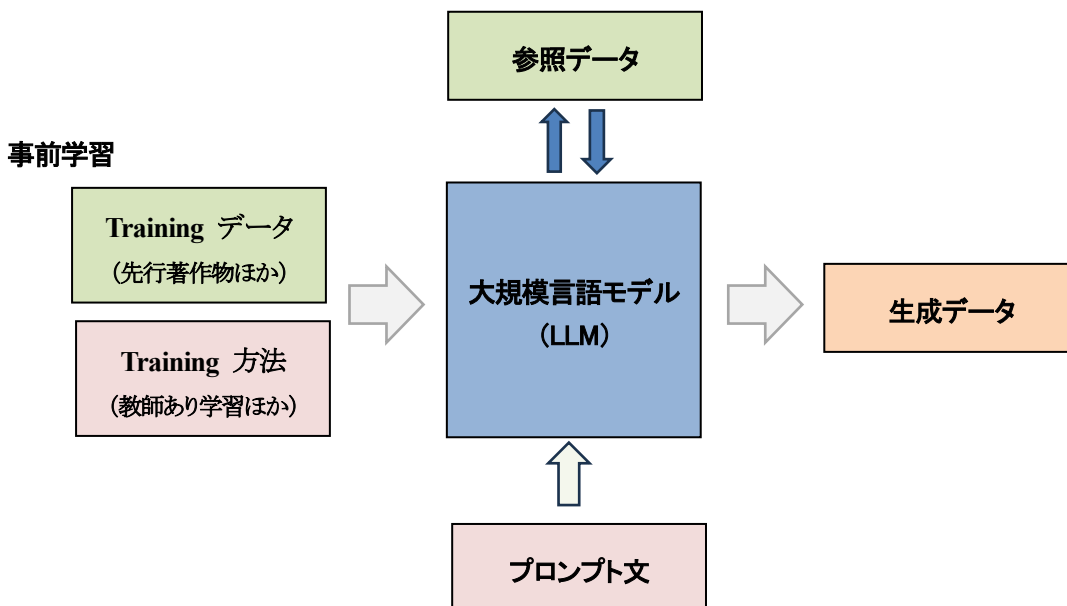 参照データ
事前学習
Training データ
（先行著作物ほか）
Training 方法
（教師あり学習ほか）
大規模言語モデル
（LLM）
生成データ
プロンプト文